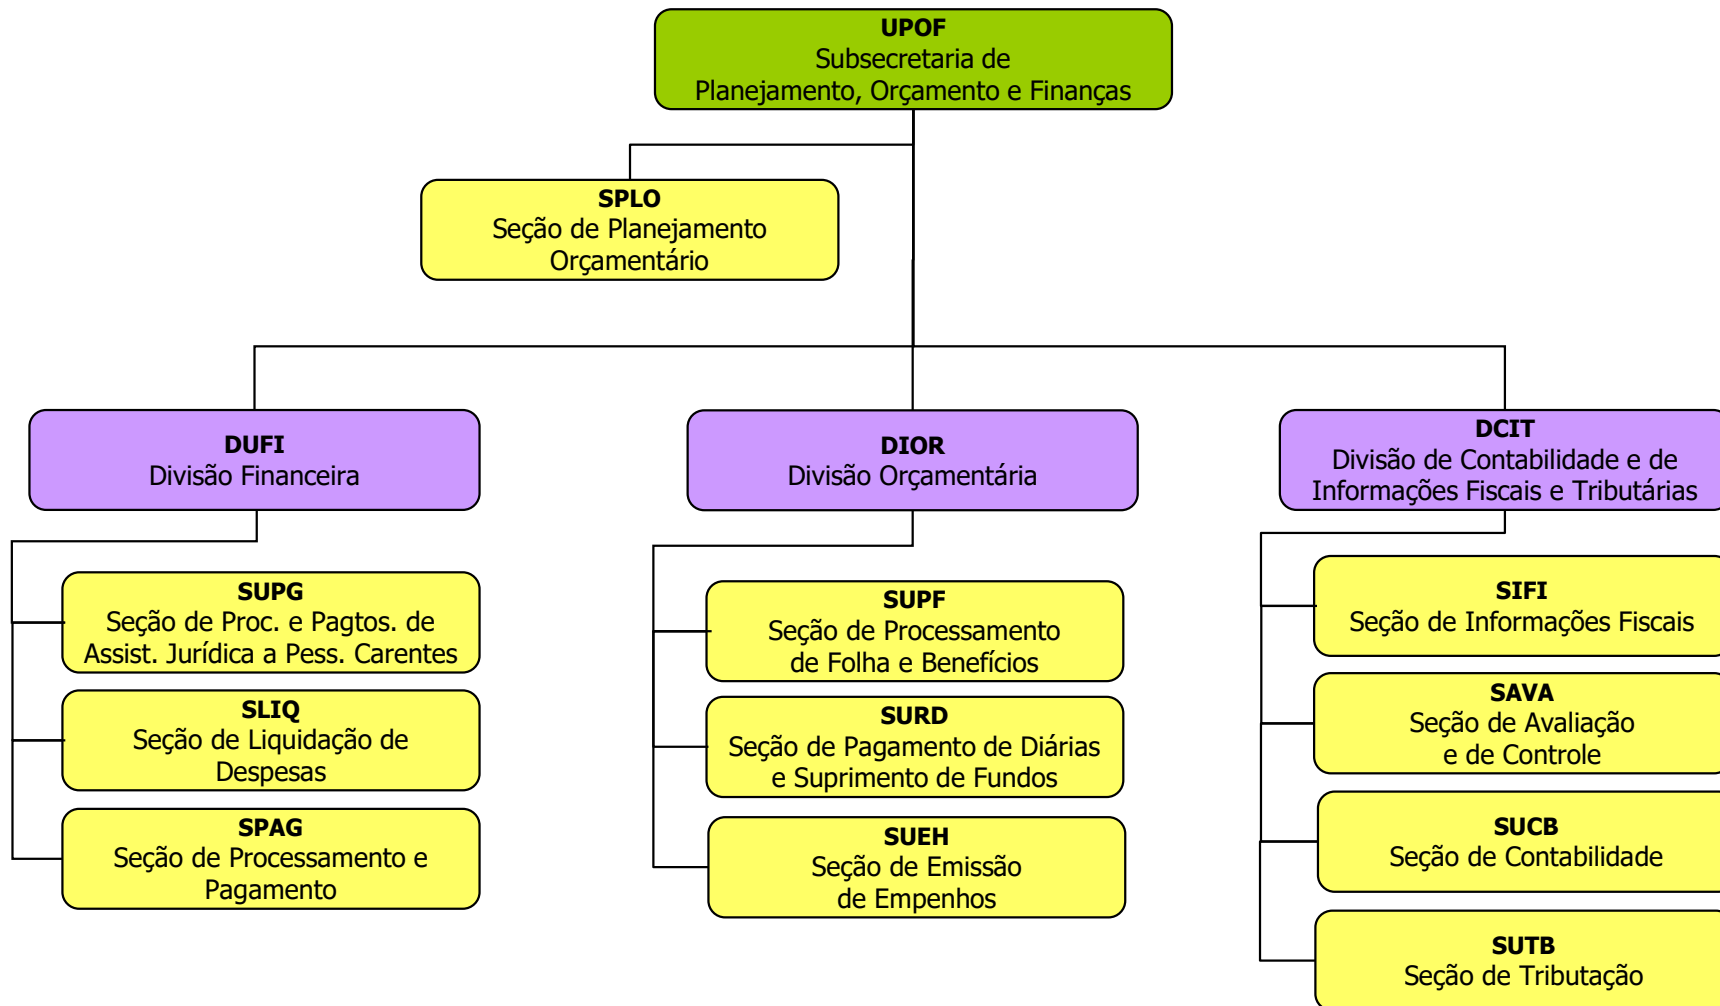 UPOF
Subsecretaria de
Planejamento, Orçamento e Finanças
SPLO
Seção de Planejamento
Orçamentário
DUFI
Divisão Financeira
SUPG
Seção de Proc. e Pagtos. de
Assist. Jurídica a Pess. Carentes
SLIQ
Seção de Liquidação de
Despesas
SPAG
Seção de Processamento e
Pagamento
DIOR
Divisão Orçamentária
SUPF
Seção de Processamento
de Folha e Benefícios
SURD
Seção de Pagamento de Diárias
e Suprimento de Fundos
SUEH
Seção de Emissão
de Empenhos
DCIT
Divisão de Contabilidade e de
Informações Fiscais e Tributárias
SIFI
Seção de Informações Fiscais
SAVA
Seção de Avaliação
e de Controle
SUCB
Seção de Contabilidade
SUTB
Seção de Tributação